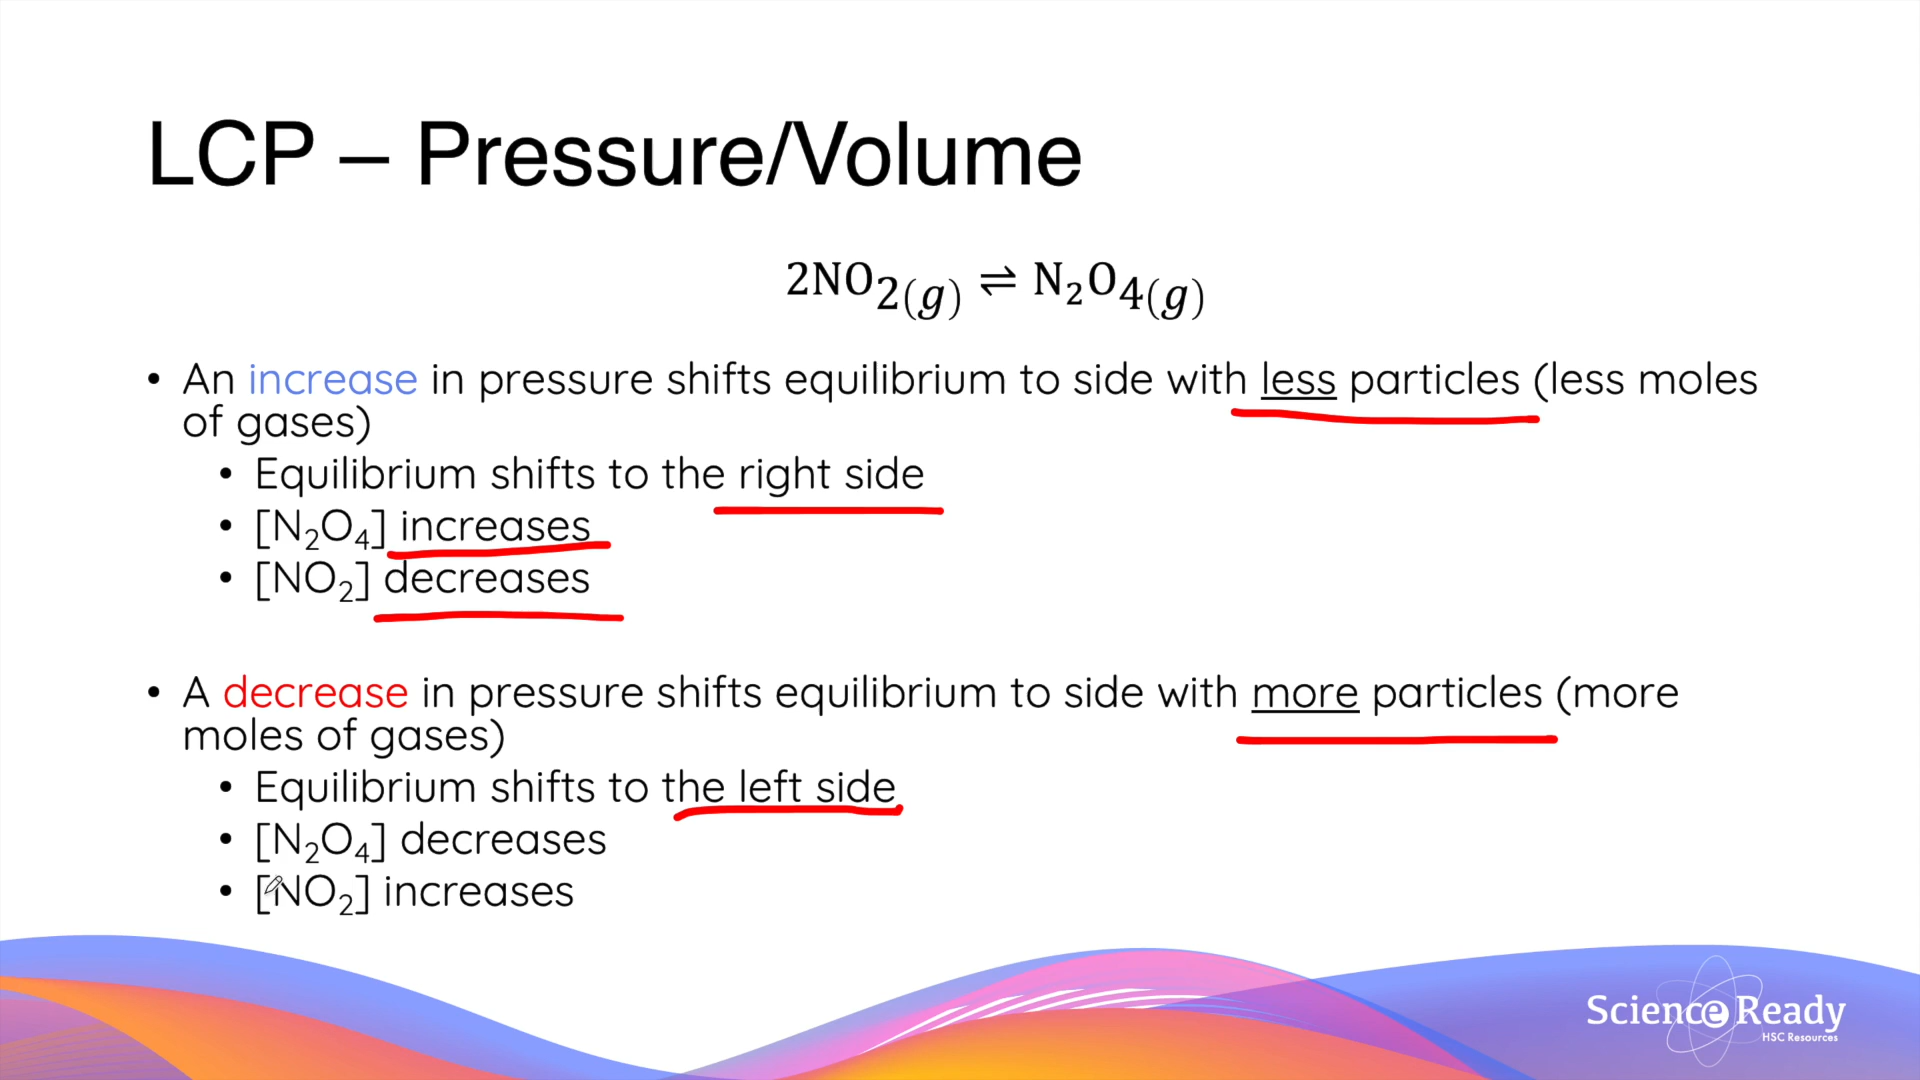 LCP – Pressure/Volume
2NO₂(g) ⇌ N₂O₄(g)
• An increase in pressure shifts equilibrium to side with less particles (less moles
of gases)
• Equilibrium shifts to the right side
• [N₂O₄] increases
• [NO₂] decreases
• A decrease in pressure shifts equilibrium to side with more particles (more
moles of gases)
• Equilibrium shifts to the left side
• [N₂O₄] decreases
• [NO₂] increases
Science Ready
HSC Resources